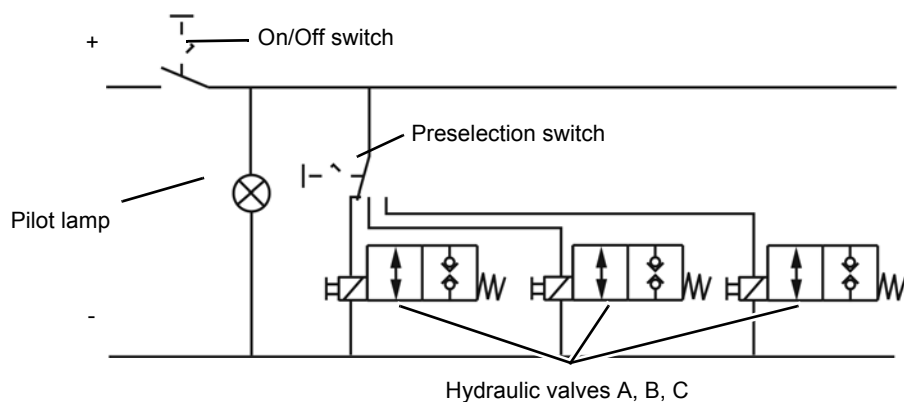 +
On/Off switch
Preselection switch
Pilot lamp
-
Hydraulic valves A, B, C